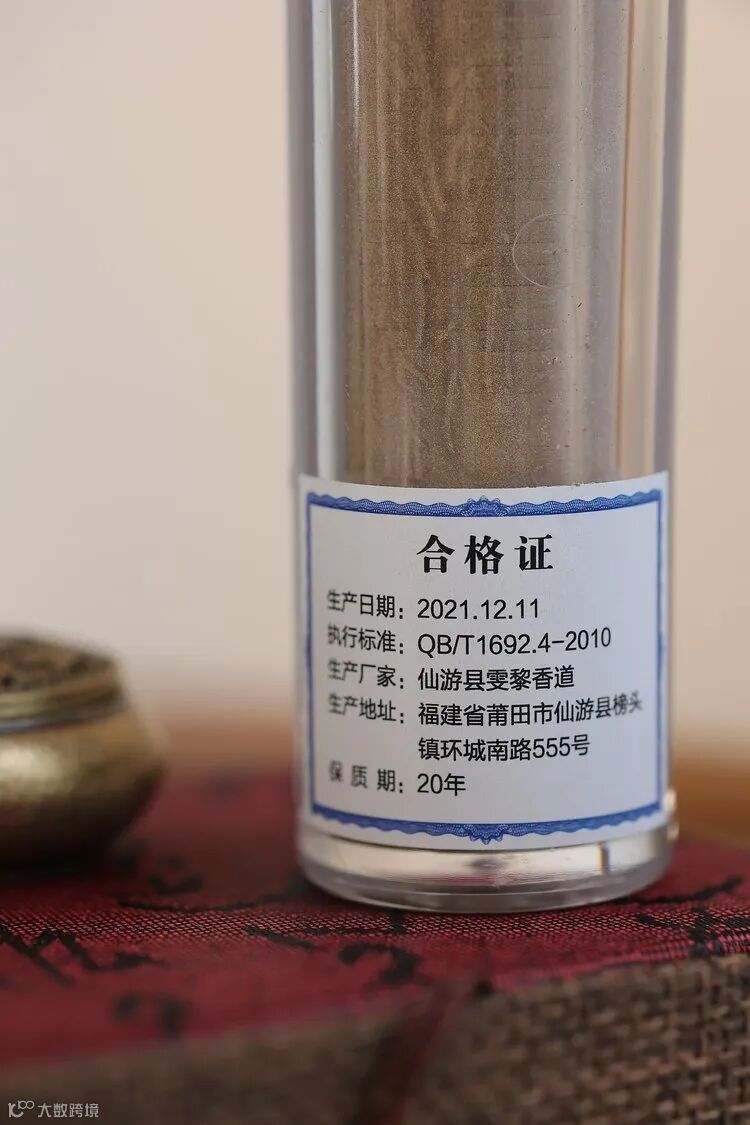 合格证
生产日期：2021.12.11
执行标准：QB/T1692.4-2010
生产厂家：仙游县雯黎香道
生产地址：福建省莆田市仙游县榜头
镇环城南路555号
保质期：20年
大数跨境